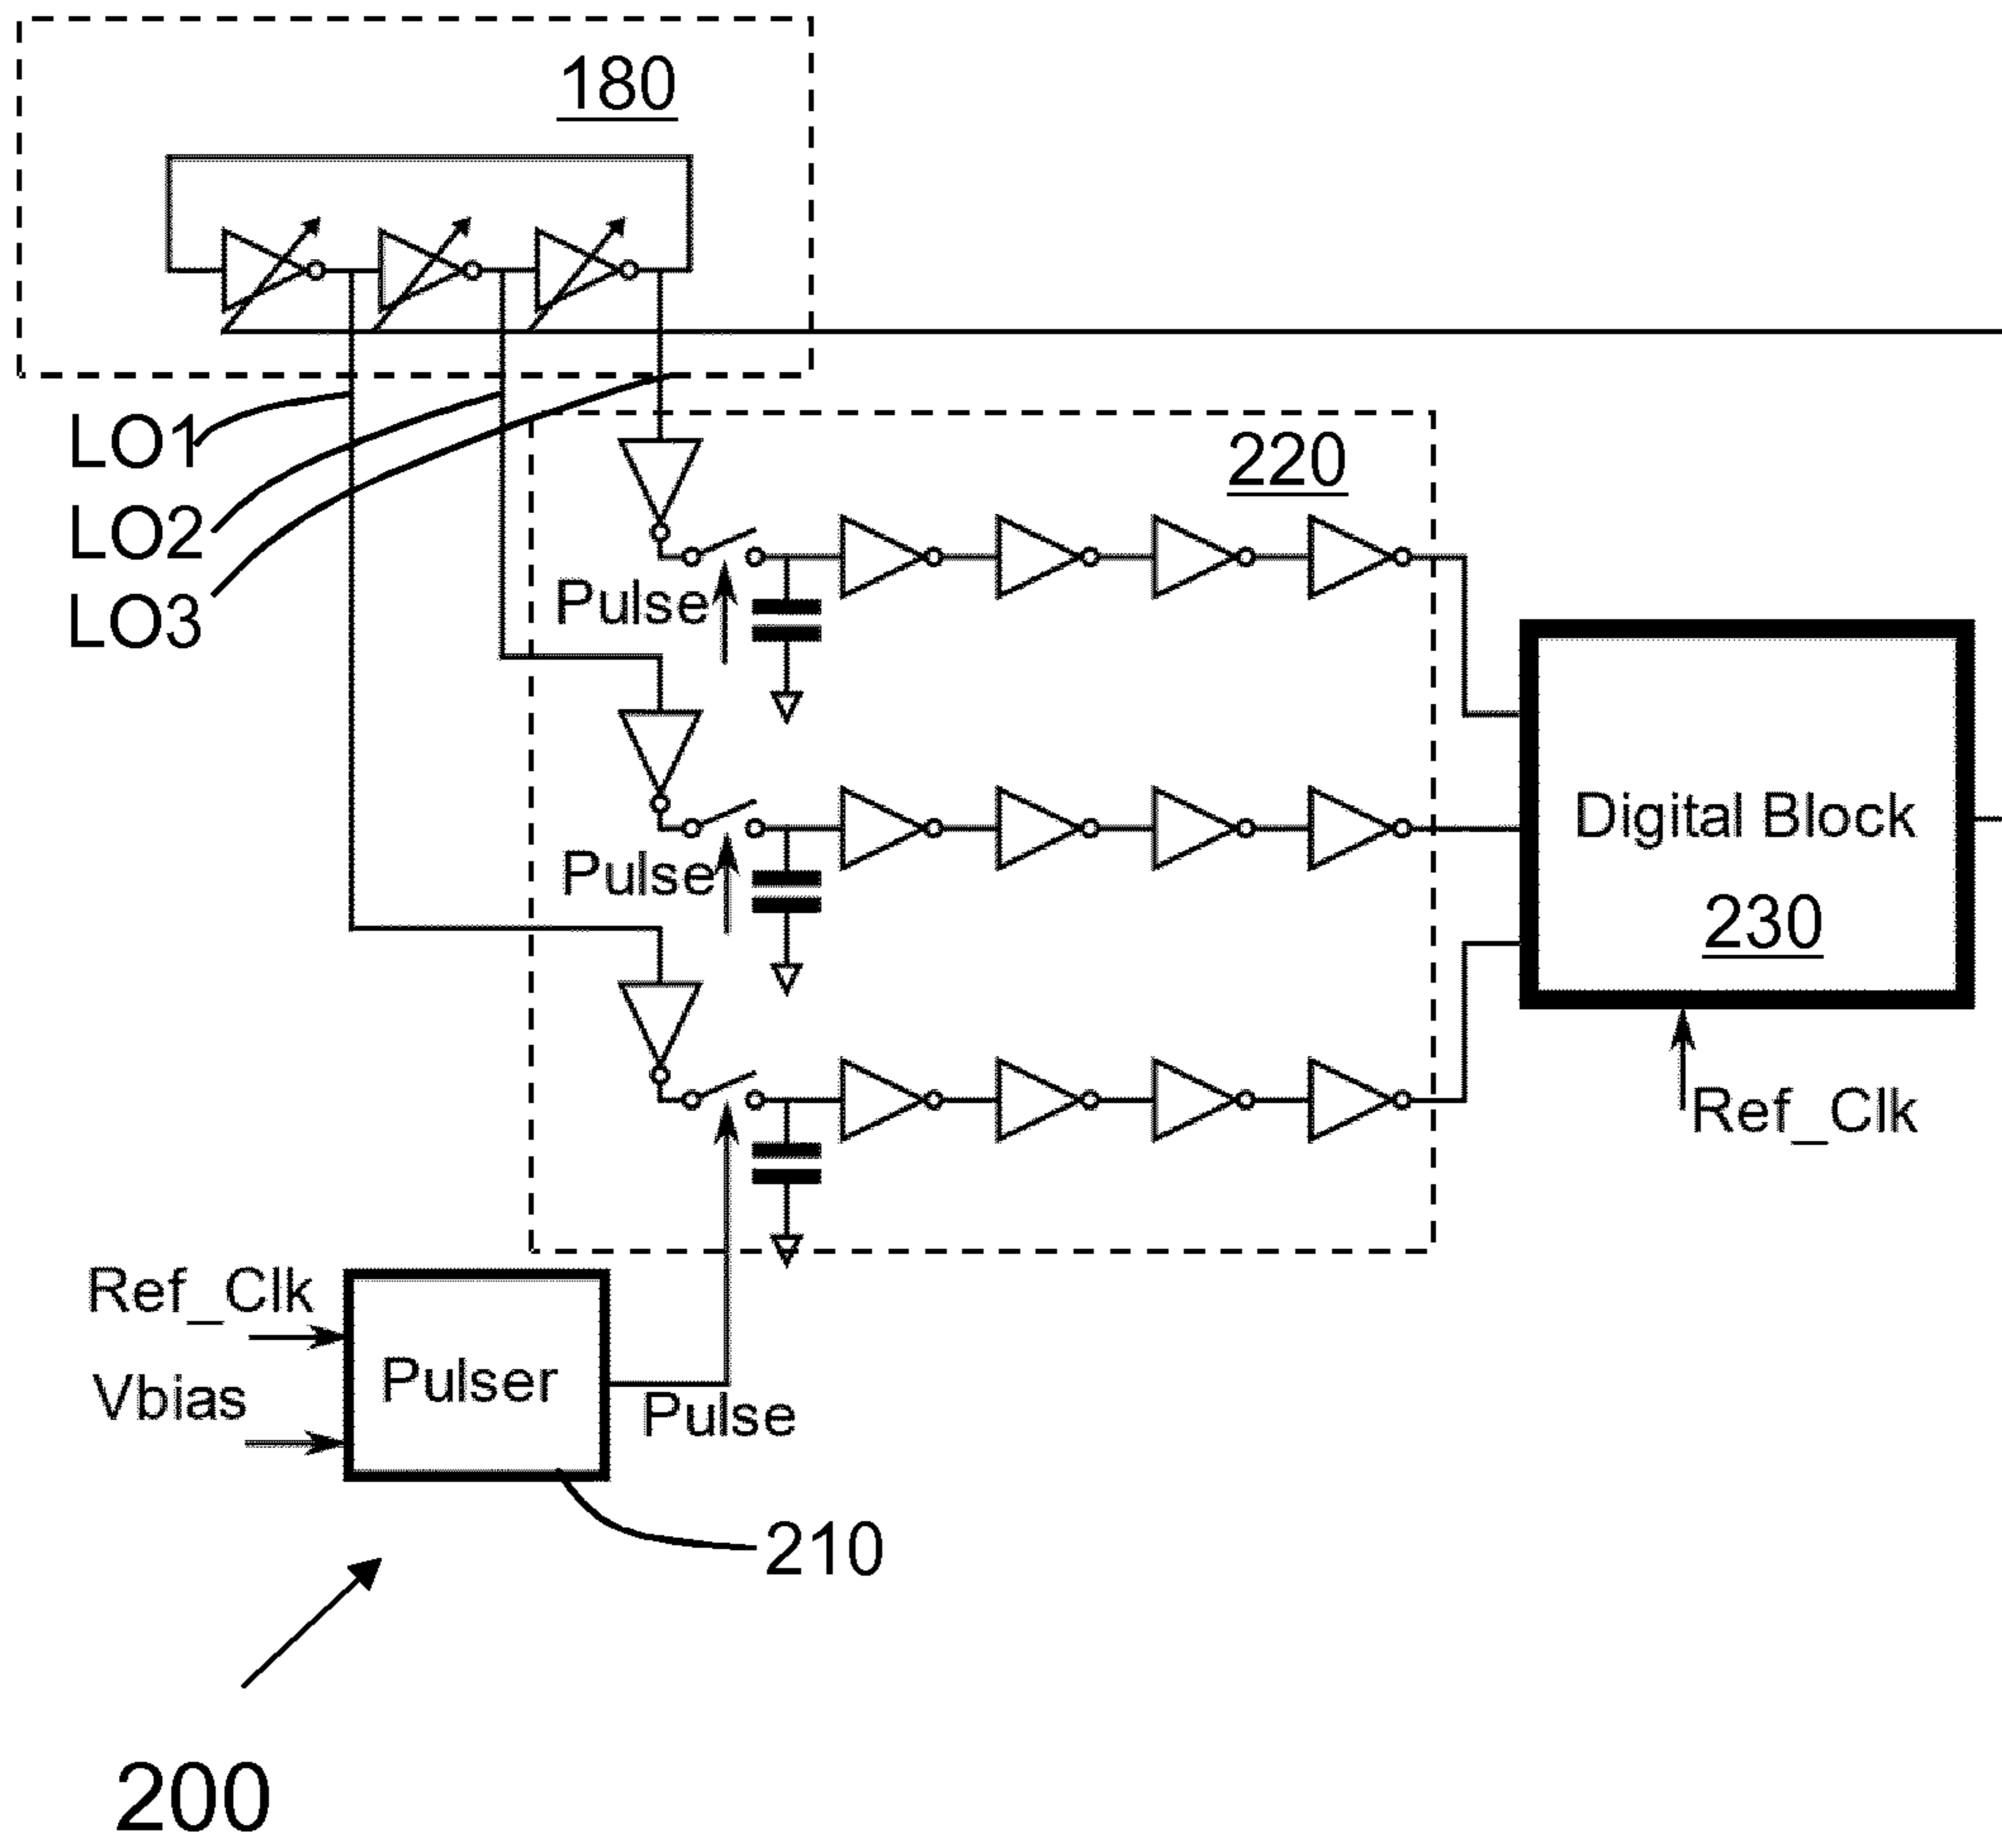 180
LO1
LO2
LO3
220
Pulse
Pulse
Digital Block
230
Ref_Clk
Ref_Clk
Vbias
Pulser
Pulse
210
200